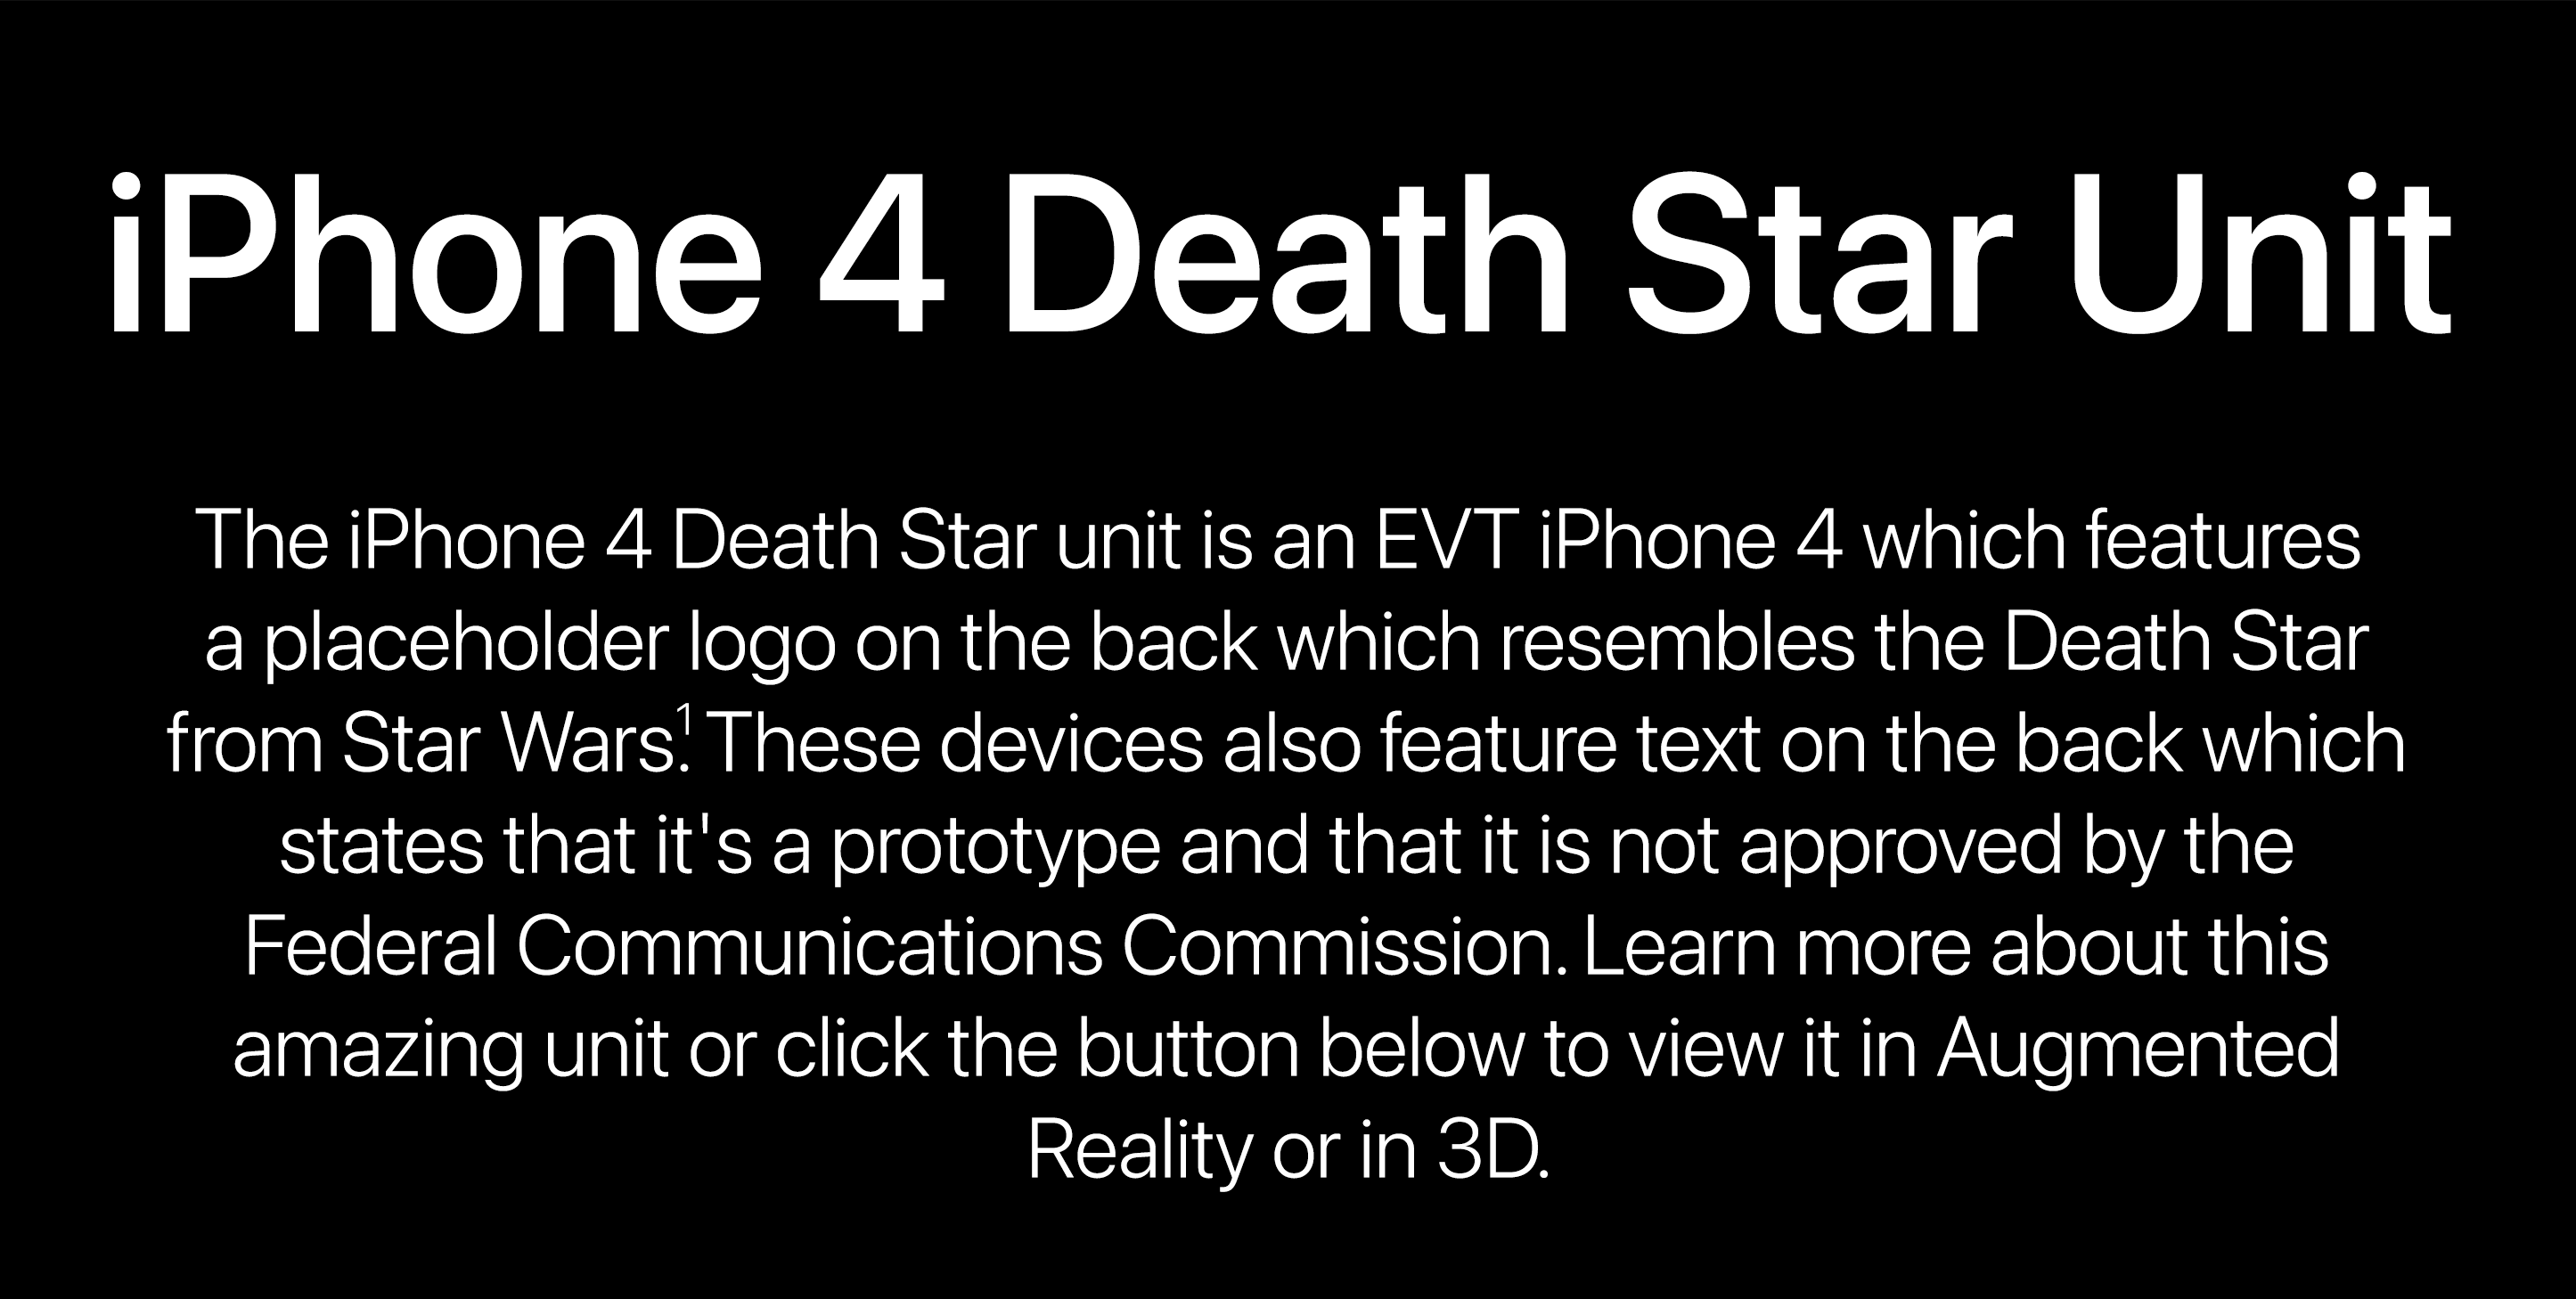 iPhone 4 Death Star Unit
The iPhone 4 Death Star unit is an EVT iPhone 4 which features
a placeholder logo on the back which resembles the Death Star
from Star Wars.¹ These devices also feature text on the back which
states that it's a prototype and that it is not approved by the
Federal Communications Commission. Learn more about this
amazing unit or click the button below to view it in Augmented
Reality or in 3D.